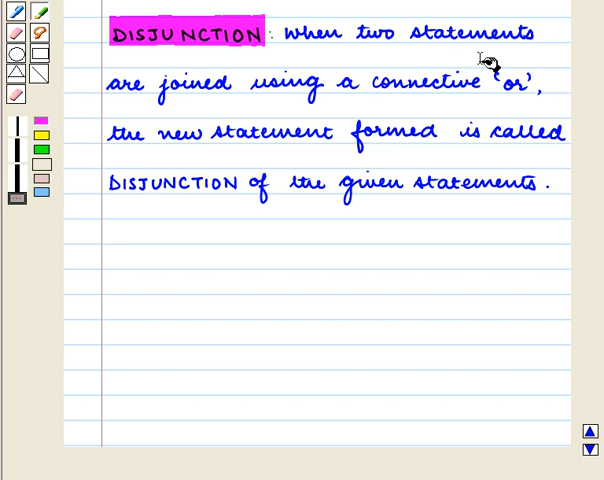 DISJUNCTION : When two statements
are joined using a connective 'or',
the new statement formed is called
DISJUNCTION of the given statements.